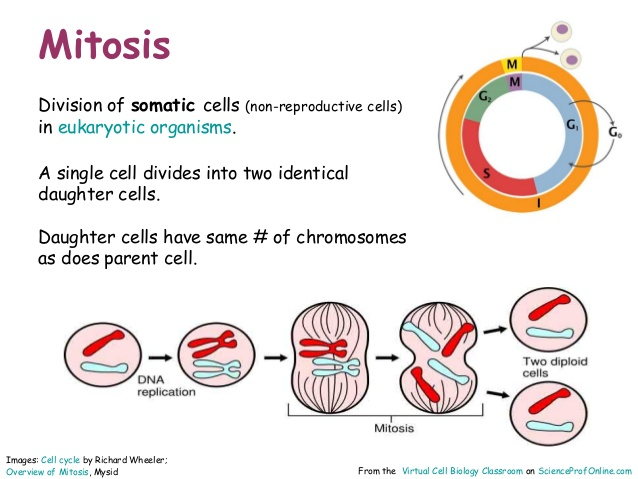 Mitosis
Division of somatic cells (non-reproductive cells)
in eukaryotic organisms.
A single cell divides into two identical
daughter cells.
Daughter cells have same # of chromosomes
as does parent cell.
M
M
G2
G1
G0
S
I
DNA
replication
Mitosis
Two diploid
cells
Images: Cell cycle by Richard Wheeler;
Overview of Mitosis, Mysid
From the Virtual Cell Biology Classroom on ScienceProfOnline.com